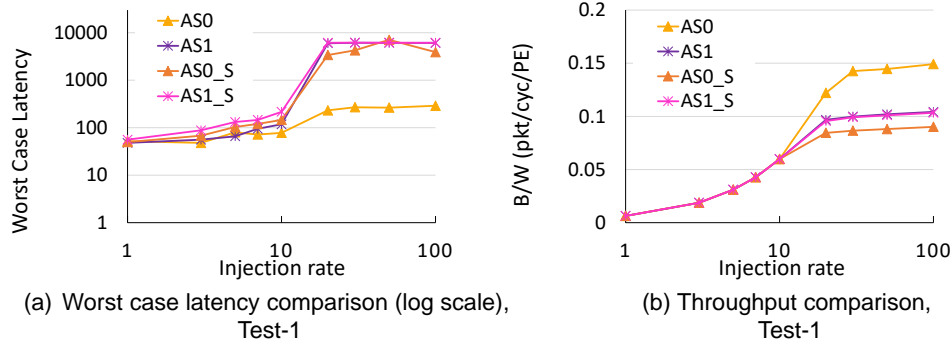 Worst Case Latency
10000
1000
100
10
1
AS0
AS1
AS0_S
AS1_S
1
10
100
Injection rate
(a) Worst case latency comparison (log scale),
Test-1
B/W (pkt/cyc/PE)
0.2
0.15
0.1
0.05
0
AS0
AS1
AS0_S
AS1_S
1
10
100
Injection rate
(b) Throughput comparison,
Test-1